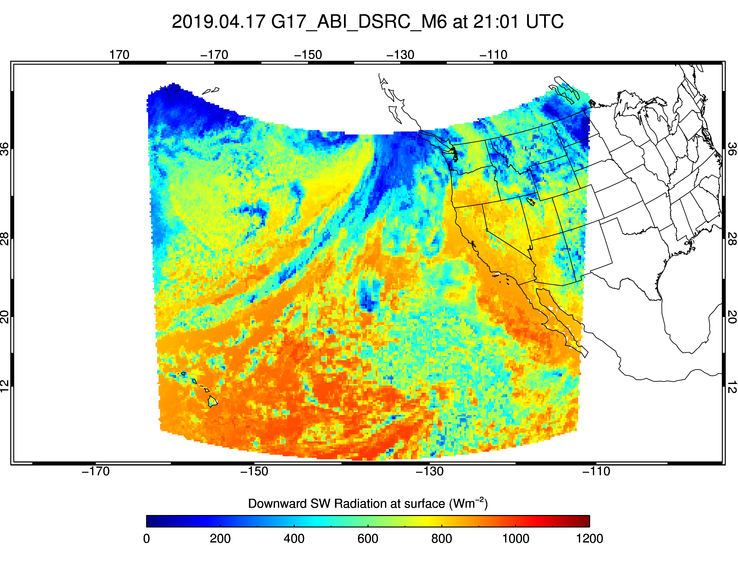 2019.04.17 G17_ABI_DSRC_M6 at 21:01 UTC
170 −170 −150 −130 −110
36 36
28 28
20 20
12 12
−170 −150 −130 −110
Downward SW Radiation at surface (Wm⁻²)
0 200 400 600 800 1000 1200